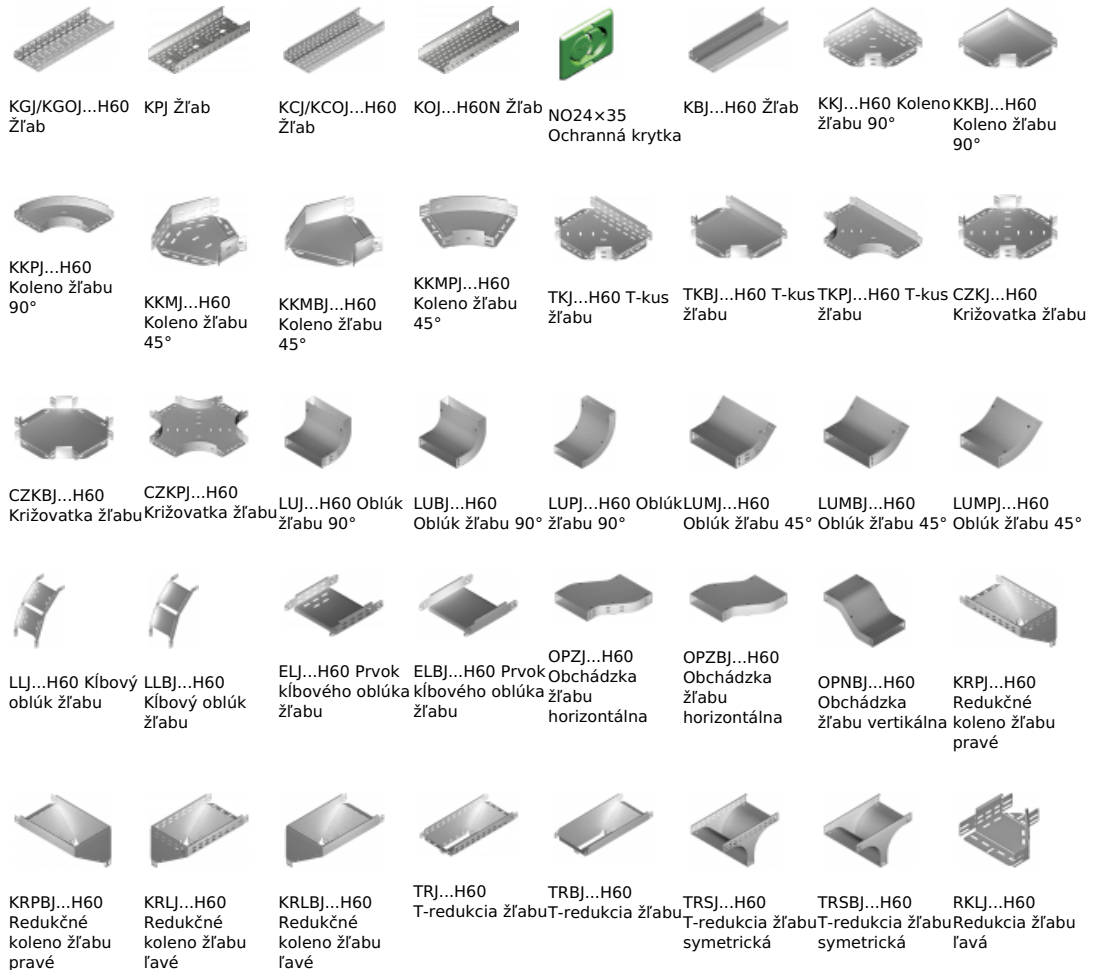 KGJ/KGOJ...H60
Žľab
KPJ Žľab
KCJ/KCOJ...H60
Žľab
KOJ...H60N Žľab
NO24×35
Ochranná krytka
KBJ...H60 Žľab
KKJ...H60 Koleno
žľabu 90°
KKBJ...H60
Koleno žľabu
90°
KKPJ...H60
Koleno žľabu
90°
KKMJ...H60
Koleno žľabu
45°
KKMBJ...H60
Koleno žľabu
45°
KKMPJ...H60
Koleno žľabu
45°
TKJ...H60 T-kus
žľabu
TKBJ...H60 T-kus
žľabu
TKPJ...H60 T-kus
žľabu
CZKJ...H60
Križovatka žľabu
CZKBJ...H60
Križovatka žľabu
CZKPJ...H60
Križovatka žľabu
LUJ...H60 Oblúk
žľabu 90°
LUBJ...H60
Oblúk žľabu 90°
LUPJ...H60 Oblúk
žľabu 90°
LUMJ...H60
Oblúk žľabu 45°
LUMBJ...H60
Oblúk žľabu 45°
LUMPJ...H60
Oblúk žľabu 45°
LLJ...H60 Kĺbový
oblúk žľabu
LLBJ...H60
Kĺbový oblúk
žľabu
ELJ...H60 Prvok
kĺbového oblúka
žľabu
ELBJ...H60 Prvok
kĺbového oblúka
žľabu
OPZJ...H60
Obchádzka
žľabu
horizontálna
OPZBJ...H60
Obchádzka
žľabu
horizontálna
OPNBJ...H60
Obchádzka
žľabu vertikálna
KRPJ...H60
Redukčné
koleno žľabu
pravé
KRPBJ...H60
Redukčné
koleno žľabu
pravé
KRLJ...H60
Redukčné
koleno žľabu
ľavé
KRLBJ...H60
Redukčné
koleno žľabu
ľavé
TRJ...H60
T-redukcia žľabu
TRBJ...H60
T-redukcia žľabu
TRSJ...H60
T-redukcia žľabu
symetrická
TRSBJ...H60
T-redukcia žľabu
symetrická
RKLJ...H60
Redukcia žľabu
ľavá